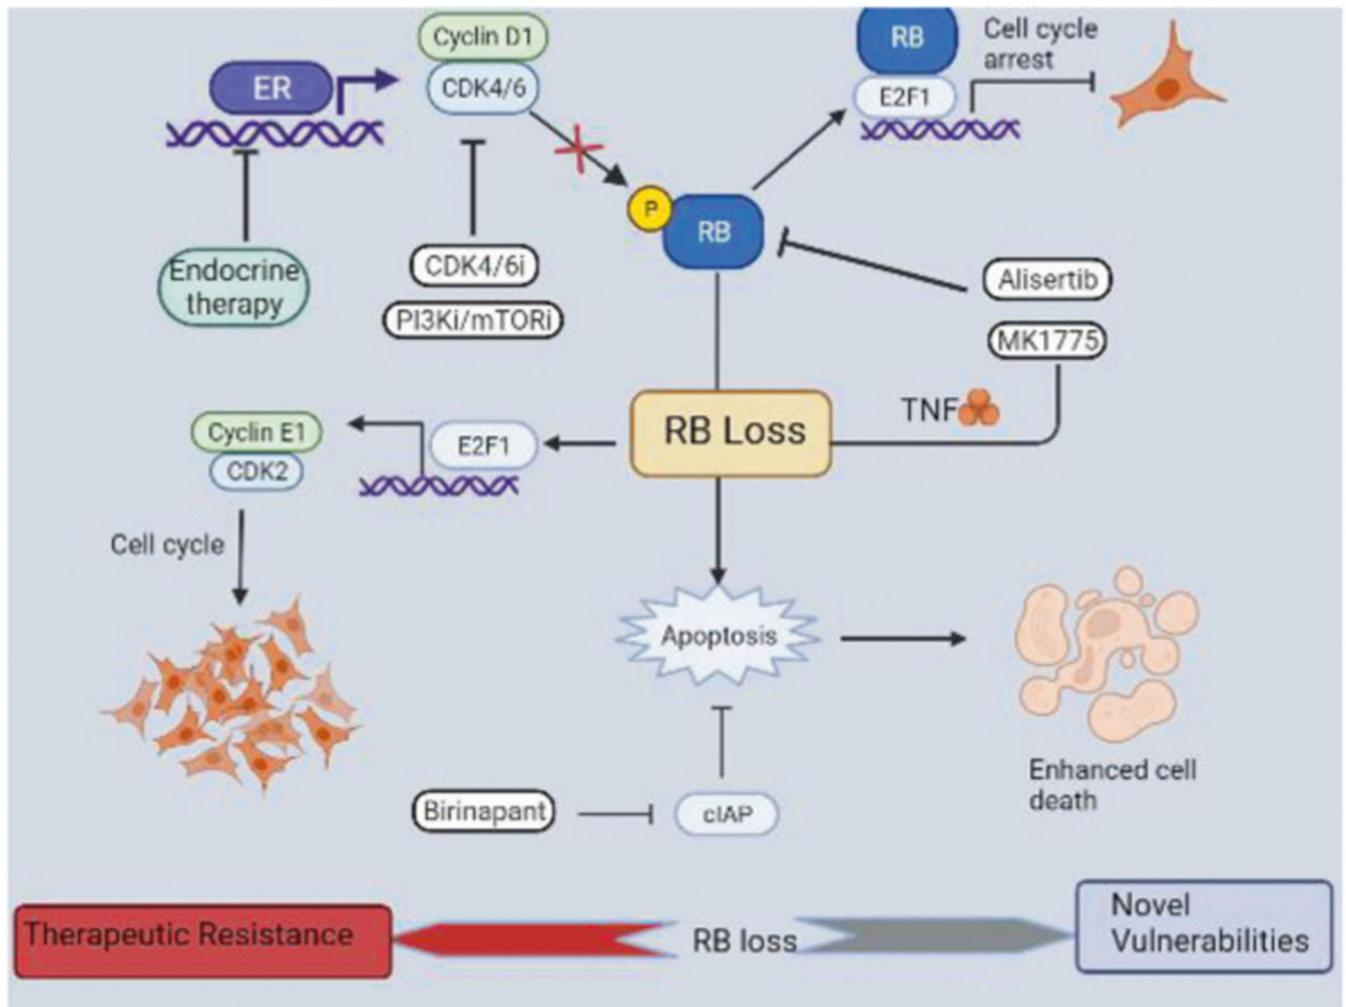 Cyclin D1
CDK4/6
ER
RB
E2F1
Cell cycle
arrest
P
RB
Endocrine
therapy
CDK4/6i
PI3Ki/mTORi
Alisertib
MK1775
TNF
RB Loss
Cyclin E1
CDK2
E2F1
Cell cycle
Apoptosis
Enhanced cell
death
Birinapant
cIAP
Therapeutic Resistance
RB loss
Novel
Vulnerabilities